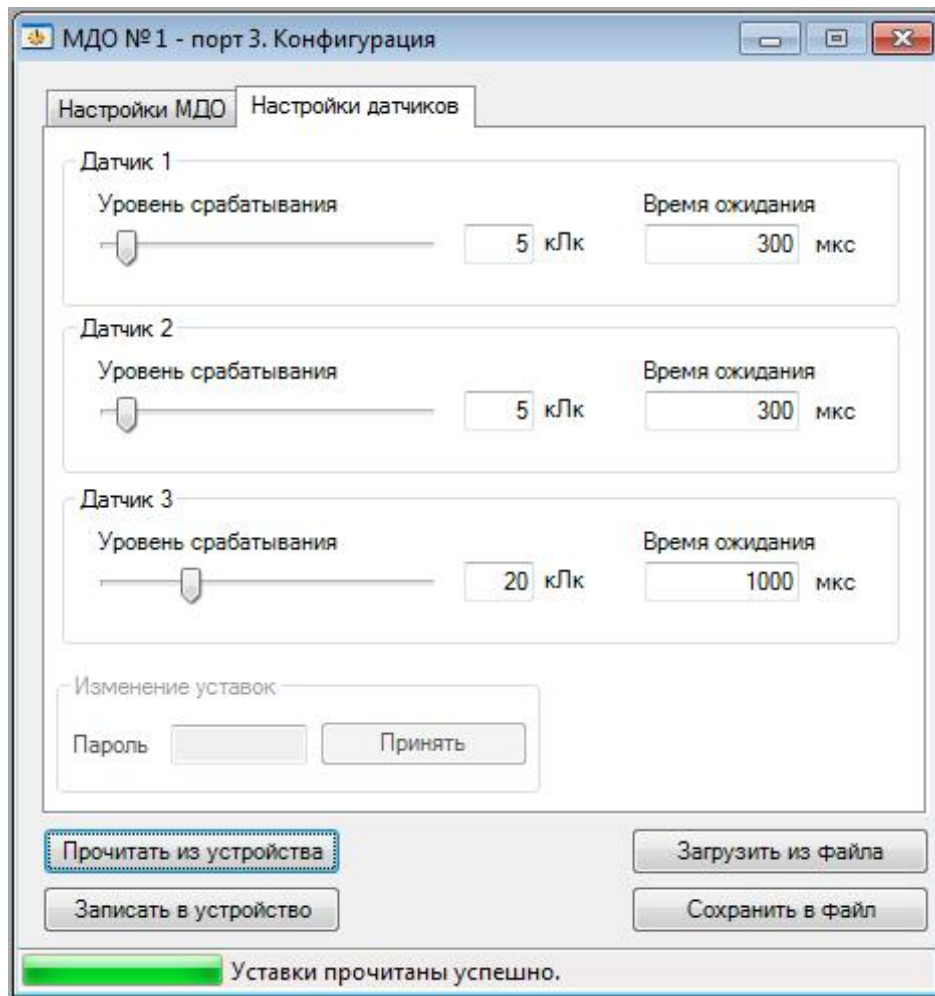 МДО №1 - порт 3. Конфигурация
Настройки МДО Настройки датчиков
Датчик 1
Уровень срабатывания Время ожидания
5 кЛк 300 мкс
Датчик 2
Уровень срабатывания Время ожидания
5 кЛк 300 мкс
Датчик 3
Уровень срабатывания Время ожидания
20 кЛк 1000 мкс
Изменение уставок
Пароль Принять
Прочитать из устройства Загрузить из файла
Записать в устройство Сохранить в файл
Уставки прочитаны успешно.